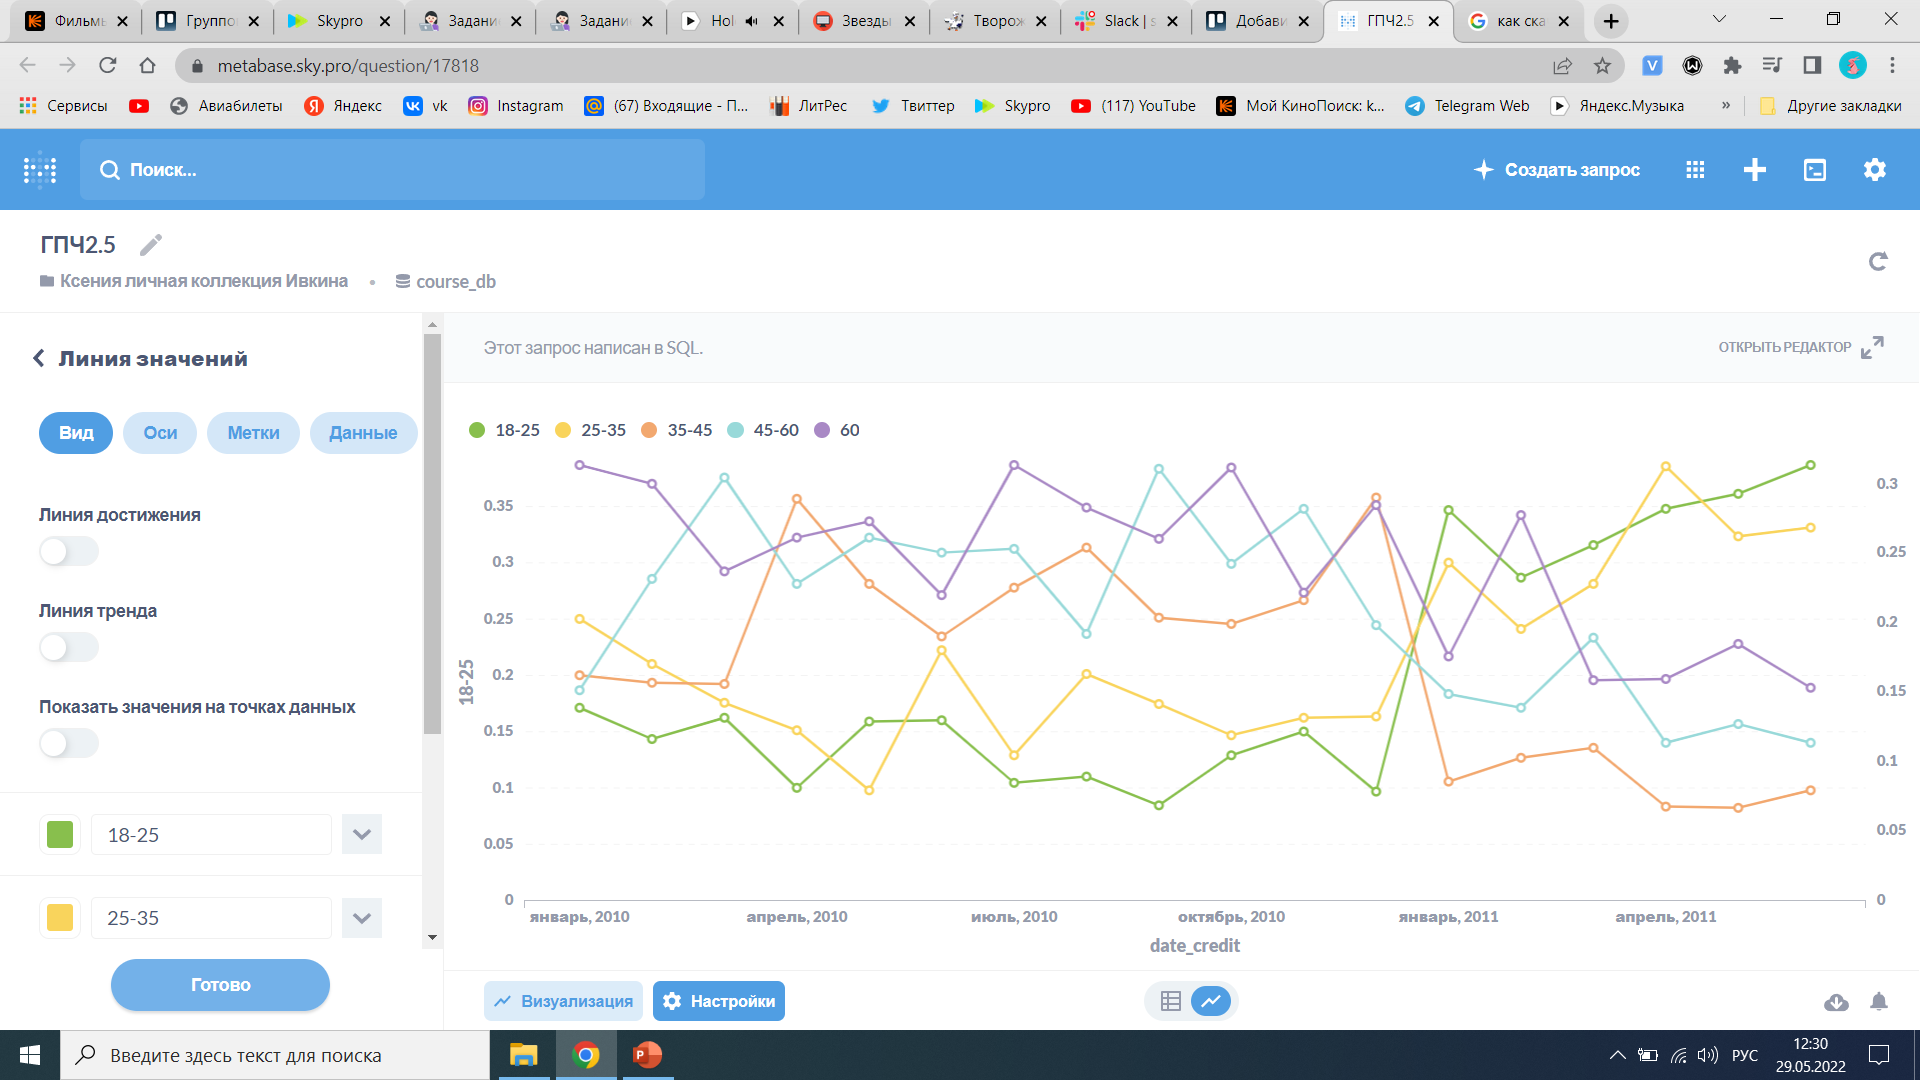 Фильмы
Группо
Skypro
Задани
Задани
Hol
Звезды
Творож
Slack | s
Добави
ГПЧ2.5
как ска
metabase.sky.pro/question/17818
Сервисы
Авиабилеты
Яндекс
vk
Instagram
(67) Входящие - П...
ЛитРес
Твиттер
Skypro
(117) YouTube
Мой КиноПоиск: k...
Telegram Web
Яндекс.Музыка
»
Другие закладки
Поиск...
Создать запрос
ГПЧ2.5
Ксения личная коллекция Ивкина • course_db
Линия значений
Вид
Оси
Метки
Данные
Линия достижения
Линия тренда
Показать значения на точках данных
18-25
25-35
Готово
Этот запрос написан в SQL.
ОТКРЫТЬ РЕДАКТОР
18-25 25-35 35-45 45-60 60
0.35
0.3
0.25
0.2
0.15
0.1
0.05
0
18-25
0.3
0.25
0.2
0.15
0.1
0.05
0
январь, 2010
апрель, 2010
июль, 2010
октябрь, 2010
январь, 2011
апрель, 2011
date_credit
Визуализация
Настройки
Введите здесь текст для поиска
РУС
12:30
29.05.2022